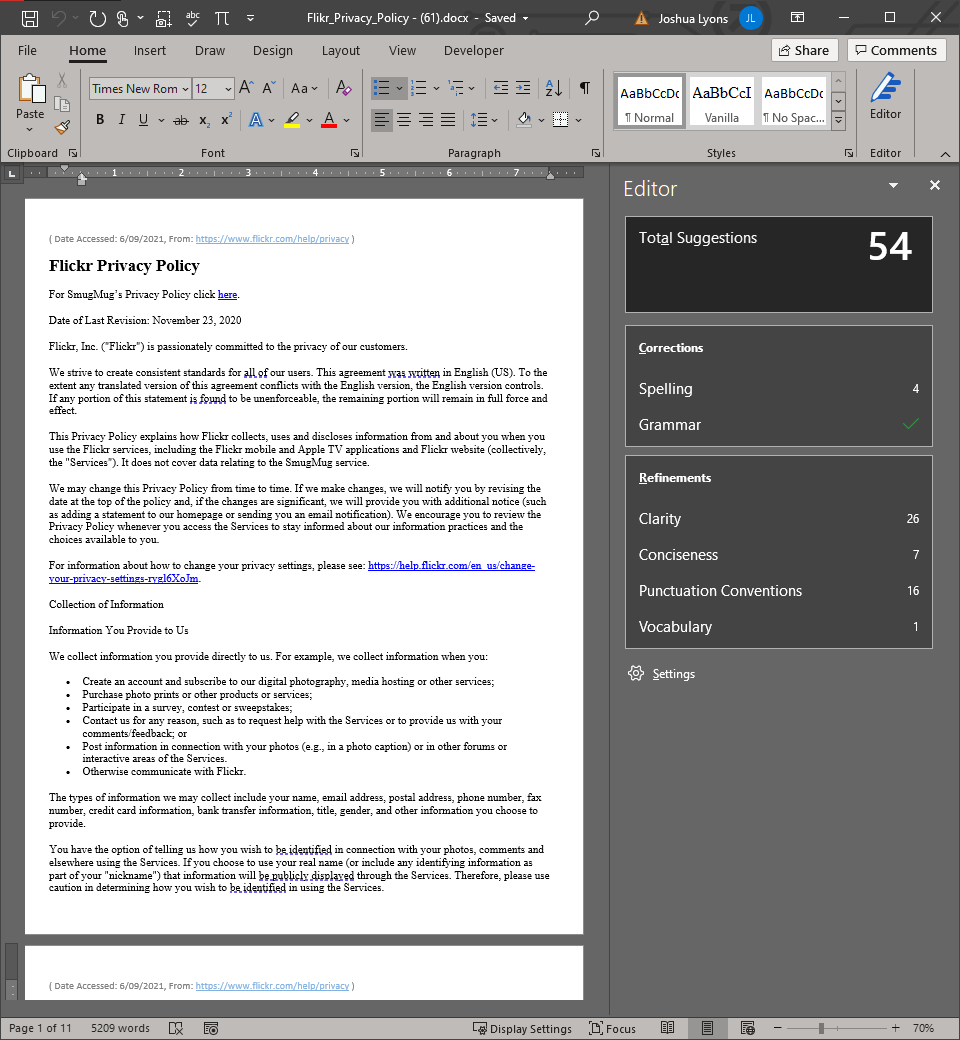 abc
Flikr_Privacy_Policy - (61).docx - Saved
Joshua Lyons
JL
File Home Insert Draw Design Layout View Developer
Share
Comments
Paste
Times New Rom
12
A A Aa A
AaBbCcDc
AaBbCcI
AaBbCcDc
¶ Normal
Vanilla
¶ No Spac...
Editor
B I U ab x2 x2 A A
Clipboard
Font
Paragraph
Styles
Editor
1 2 3 4 5 6 7
( Date Accessed: 6/09/2021, From: https://www.flickr.com/help/privacy )
Flickr Privacy Policy
For SmugMug's Privacy Policy click here.
Date of Last Revision: November 23, 2020
Flickr, Inc. ("Flickr") is passionately committed to the privacy of our customers.
We strive to create consistent standards for all of our users. This agreement was written in English (US). To the
extent any translated version of this agreement conflicts with the English version, the English version controls.
If any portion of this statement is found to be unenforceable, the remaining portion will remain in full force and
effect.
This Privacy Policy explains how Flickr collects, uses and discloses information from and about you when you
use the Flickr services, including the Flickr mobile and Apple TV applications and Flickr website (collectively,
the "Services"). It does not cover data relating to the SmugMug service.
We may change this Privacy Policy from time to time. If we make changes, we will notify you by revising the
date at the top of the policy and, if the changes are significant, we will provide you with additional notice (such
as adding a statement to our homepage or sending you an email notification). We encourage you to review the
Privacy Policy whenever you access the Services to stay informed about our information practices and the
choices available to you.
For information about how to change your privacy settings, please see: https://help.flickr.com/en_us/change-
your-privacy-settings-rygl6XoJm.
Collection of Information
Information You Provide to Us
We collect information you provide directly to us. For example, we collect information when you:
• Create an account and subscribe to our digital photography, media hosting or other services;
• Purchase photo prints or other products or services;
• Participate in a survey, contest or sweepstakes;
• Contact us for any reason, such as to request help with the Services or to provide us with your
comments/feedback; or
• Post information in connection with your photos (e.g., in a photo caption) or in other forums or
interactive areas of the Services.
• Otherwise communicate with Flickr.
The types of information we may collect include your name, email address, postal address, phone number, fax
number, credit card information, bank transfer information, title, gender, and other information you choose to
provide.
You have the option of telling us how you wish to be identified in connection with your photos, comments and
elsewhere using the Services. If you choose to use your real name (or include any identifying information as
part of your "nickname") that information will be publicly displayed through the Services. Therefore, please use
caution in determining how you wish to be identified in using the Services.
( Date Accessed: 6/09/2021, From: https://www.flickr.com/help/privacy )
Editor
Total Suggestions 54
Corrections
Spelling 4
Grammar
Refinements
Clarity 26
Conciseness 7
Punctuation Conventions 16
Vocabulary 1
Settings
Page 1 of 11 5209 words Display Settings Focus 70%